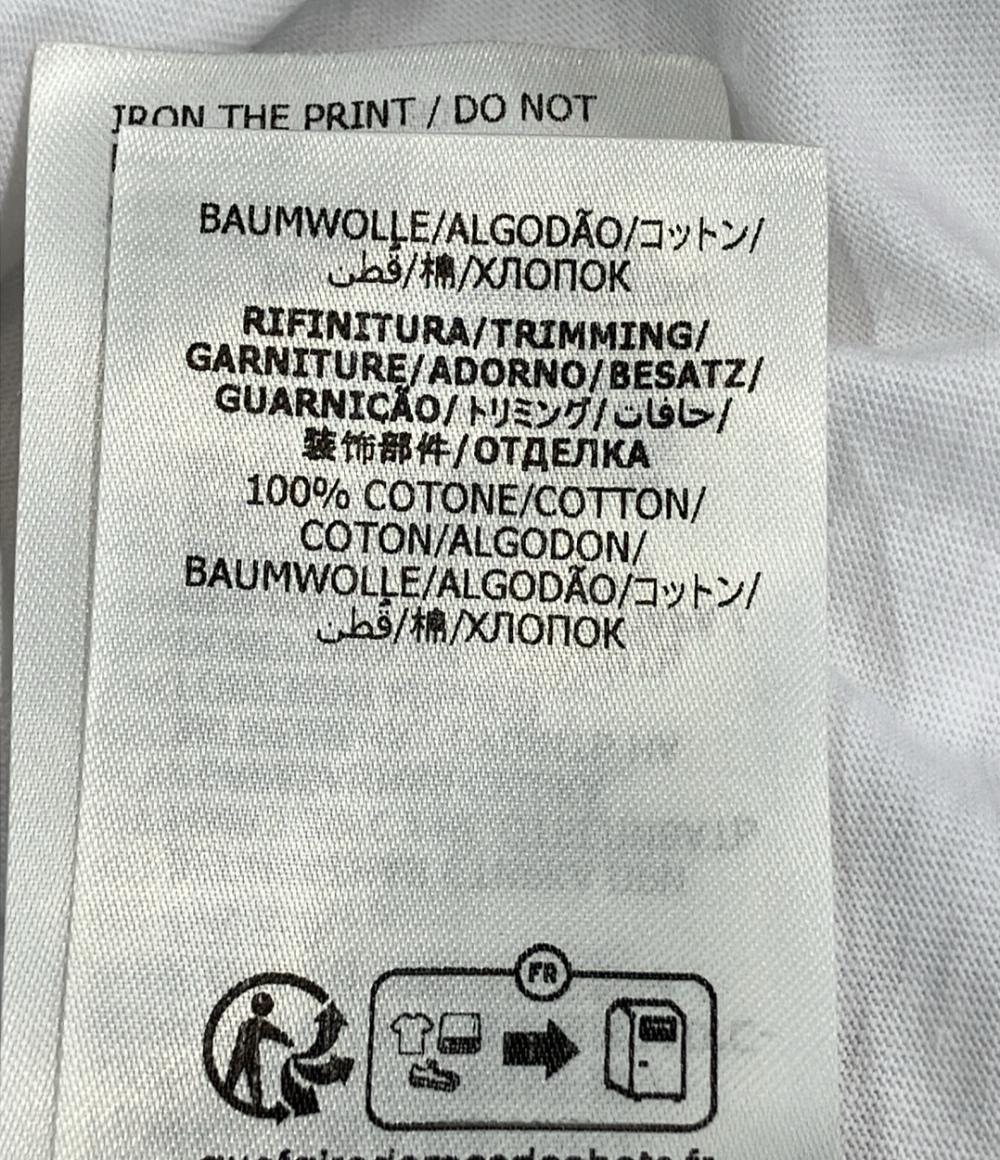 IRON THE PRINT / DO NOT
BAUMWOLLE/ALGODÃO/コットン/
قطن/棉/ХЛОПОК
RIFINITURA/TRIMMING/
GARNITURE/ADORNO/BESATZ/
GUARNIÇÃO/トリミング/حافات/
装饰部件/ОТДЕЛКА
100% COTONE/COTTON/
COTON/ALGODON/
BAUMWOLLE/ALGODÃO/コットン/
قطن/棉/ХЛОПОК
FR